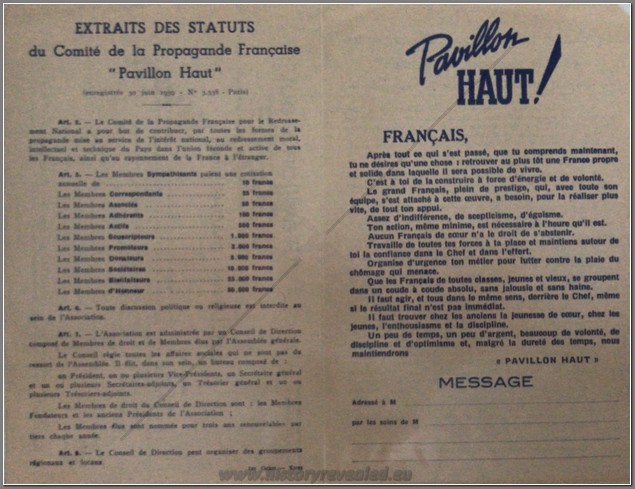 EXTRAITS DES STATUTS
du Comité de la Propagande Française
" Pavillon Haut "
(enregistrés 30 juin 1939 - N° - Paris)
Art. 2. — Le Comité de la Propagande Française pour le Redresse-
ment National a pour but de contribuer, par toutes les formes de la
propagande mise au service de l'intérêt national, au redressement moral,
intellectuel et technique du Pays dans l'union féconde et active de tous
les Français, ainsi qu'au rayonnement de la France à l'étranger.
Art. 3. — Les Membres Sympathisants paient une cotisation
annuelle de 10 francs
Les Membres Correspondants francs
Les Membres Associés 50 francs
Les Membres Adhérents 100 francs
Les Membres Actifs 500 francs
Les Membres Souscripteurs 1.000 francs
Les Membres Promoteurs francs
Les Membres Donateurs 5.000 francs
Les Membres Sociétaires 10.000 francs
Les Membres Bienfaiteurs francs
Les Membres d'Honneur 50.000 francs
Art. 6. — Toute discussion politique ou religieuse est interdite au
sein de l'Association.
Art. 7. — L'Association est administrée par un Conseil de Direction
composé de Membres de droit et de Membres élus par l'Assemblée générale.
Le Conseil règle toutes les affaires sociales qui ne sont pas du
ressort de l'Assemblée. Il élit, dans son sein, un bureau composé de :
un Président, un ou plusieurs Vice-Présidents, un Secrétaire général
et un ou plusieurs Secrétaires-adjoints, un Trésorier général et un ou
plusieurs Trésoriers-adjoints.
Les Membres de droit du Conseil de Direction sont : les Membres
Fondateurs et les anciens Présidents de l'Association ;
Les Membres élus sont nommés pour trois ans renouvelables par
tiers chaque année.
Art. 8. — Le Conseil de Direction peut organiser des groupements
régionaux et locaux.
Pavillon
HAUT!
FRANÇAIS,
Après tout ce qui s'est passé, que tu comprends maintenant,
tu ne désires qu'une chose : retrouver au plus tôt une France propre
et solide dans laquelle il sera possible de vivre.
C'est à toi de la construire à force d'énergie et de volonté.
Le grand Français, plein de prestige, qui, avec toute son
équipe, s'est attaché à cette œuvre, a besoin, pour la réaliser plus
vite, de tout ton appui.
Assez d'indifférence, de scepticisme, d'égoïsme.
Ton action, même minime, est nécessaire à l'heure qu'il est.
Aucun Français de cœur n'a le droit de s'abstenir.
Travaille de toutes tes forces à ta place et maintiens autour de
toi la confiance dans le Chef et dans l'effort.
Organise d'urgence ton métier pour lutter contre la plaie du
chômage qui menace.
Que les Français de toutes classes, jeunes et vieux, se groupent
dans un coude à coude absolu, sans jalousie et sans haine.
Il faut agir, et tous dans le même sens, derrière le Chef, même
si le résultat final n'est pas immédiat.
Il faut trouver chez les anciens la jeunesse de cœur, chez les
jeunes, l'enthousiasme et la discipline.
Un peu de temps, un peu d'argent, beaucoup de volonté, de
discipline et d'optimisme et, malgré la dureté des temps, nous
maintiendrons
« PAVILLON HAUT »
MESSAGE
Adressé à M
par les soins de M
www.historyrevealed.eu